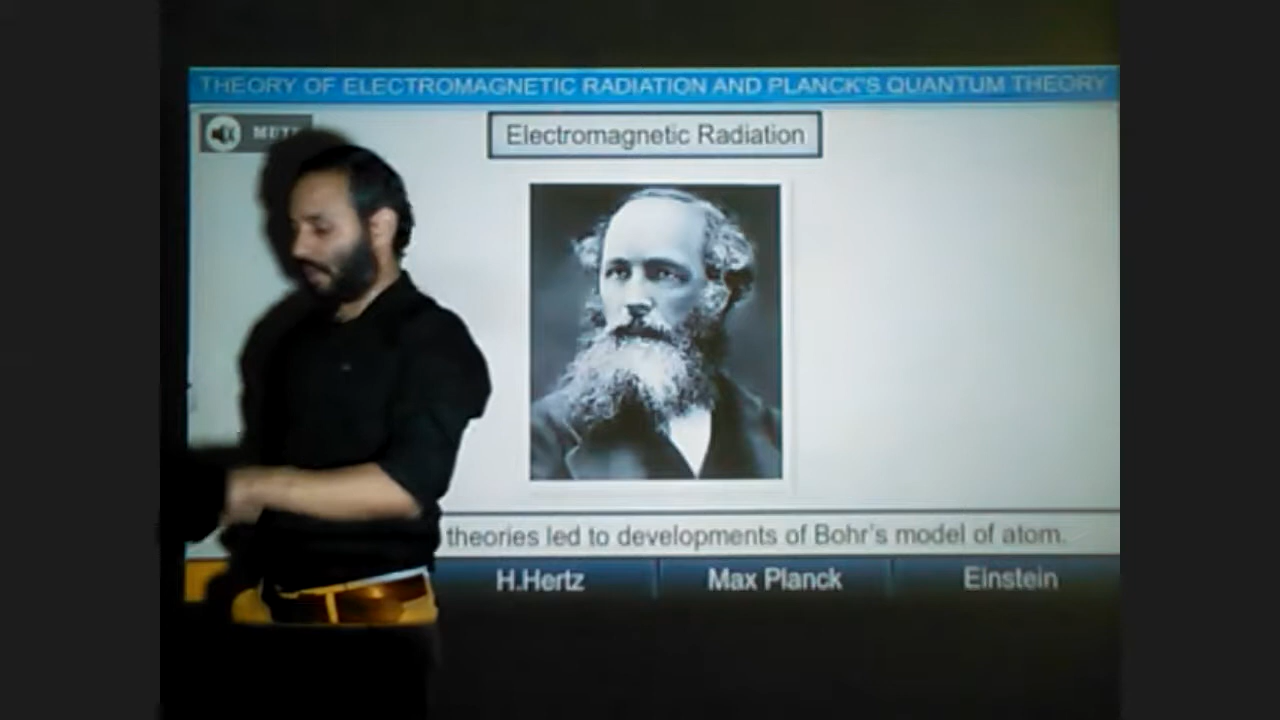 THEORY OF ELECTROMAGNETIC RADIATION AND PLANCK'S QUANTUM THEORY
MUTE
Electromagnetic Radiation
theories led to developments of Bohr's model of atom.
H.Hertz
Max Planck
Einstein